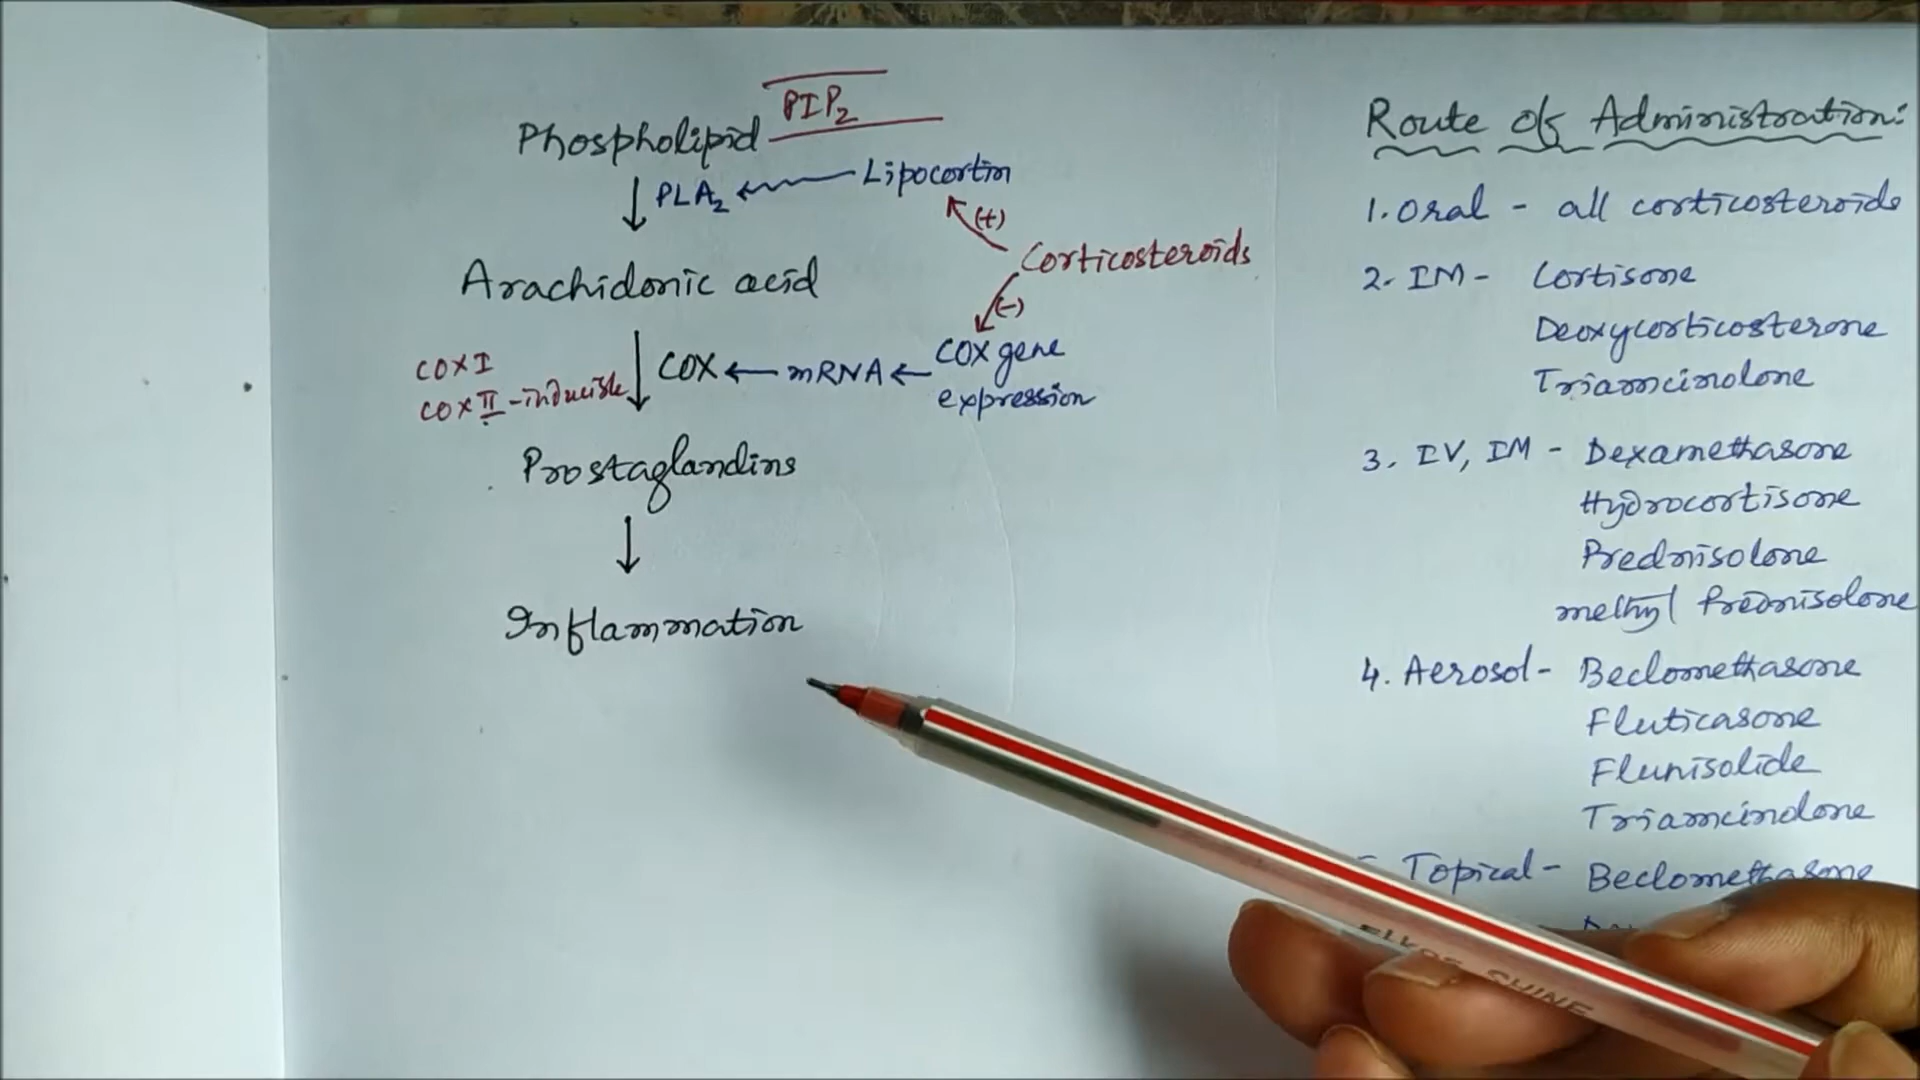 PIP2
Phospholipid
PLA2 Lipocortin
(+)
Corticosteroids
Arachidonic acid
(-)
COX I
COX II - inducible
COX mRNA COX gene
expression
Prostaglandins
Inflammation
Route of Administration:
1. Oral - all corticosteroids
2. IM - Cortisone
Deoxycorticosterone
Triamcinolone
3. IV, IM - Dexamethasone
Hydrocortisone
Prednisolone
methyl Prednisolone
4. Aerosol - Beclomethasone
Fluticasone
Flunisolide
Triamcinolone
Topical - Beclomethasone
SHINE